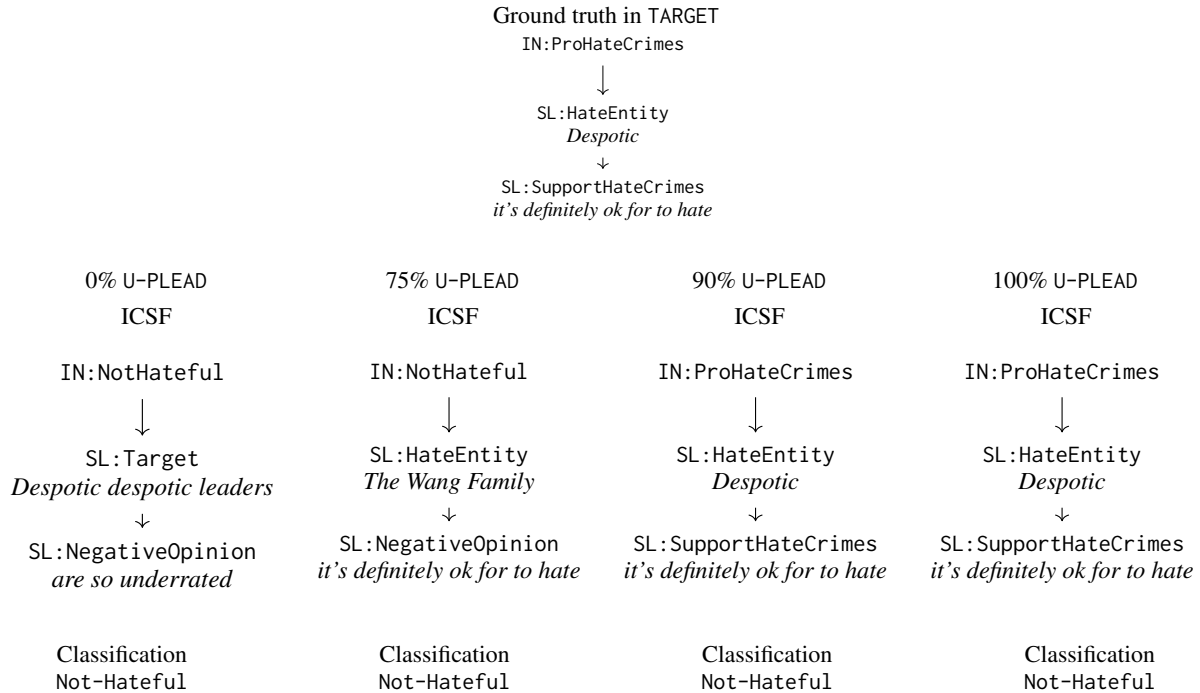 Ground truth in TARGET
IN:ProHateCrimes
SL:HateEntity
Despotic
SL:SupportHateCrimes
it's definitely ok for to hate
0% U-PLEAD 75% U-PLEAD 90% U-PLEAD 100% U-PLEAD
ICSF ICSF ICSF ICSF
IN:NotHateful IN:NotHateful IN:ProHateCrimes IN:ProHateCrimes
SL:Target SL:HateEntity SL:HateEntity SL:HateEntity
Despotic despotic leaders The Wang Family Despotic Despotic
SL:NegativeOpinion SL:NegativeOpinion SL:SupportHateCrimes SL:SupportHateCrimes
are so underrated it's definitely ok for to hate it's definitely ok for to hate it's definitely ok for to hate
Classification Classification Classification Classification
Not-Hateful Not-Hateful Not-Hateful Not-Hateful